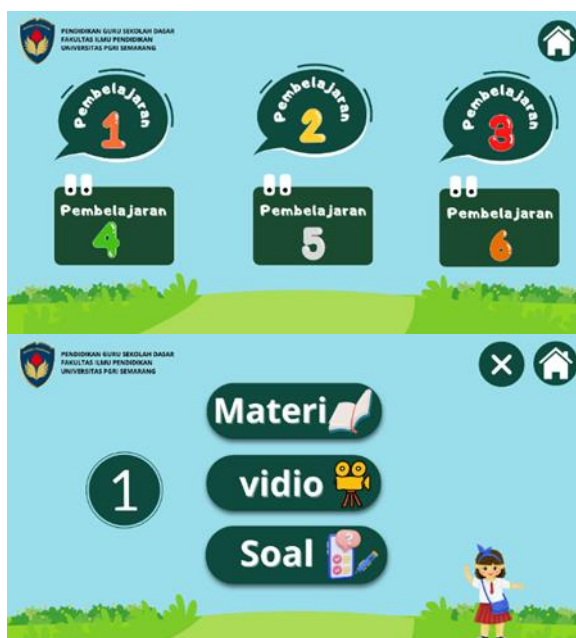 PENDIDIKAN GURU SEKOLAH DASAR
FAKULTAS ILMU PENDIDIKAN
UNIVERSITAS PGRI SEMARANG
Pembelajaran
1
Pembelajaran
2
Pembelajaran
3
Pembelajaran
4
Pembelajaran
5
Pembelajaran
6
PENDIDIKAN GURU SEKOLAH DASAR
FAKULTAS ILMU PENDIDIKAN
UNIVERSITAS PGRI SEMARANG
1
Materi
vidio
Soal